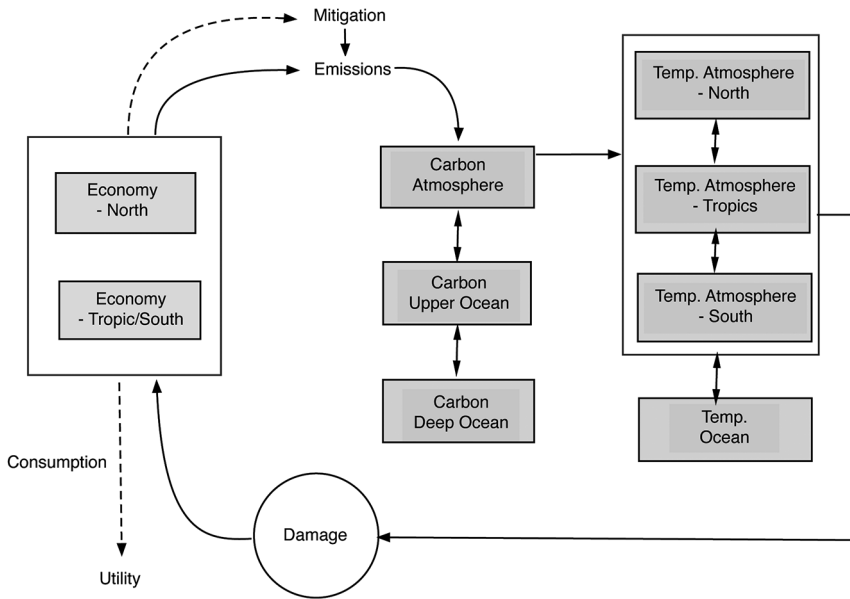 Mitigation
Emissions
Temp. Atmosphere
- North
Carbon
Atmosphere
Economy
- North
Temp. Atmosphere
- Tropics
Carbon
Upper Ocean
Economy
- Tropic/South
Temp. Atmosphere
- South
Carbon
Deep Ocean
Temp.
Ocean
Consumption
Damage
Utility